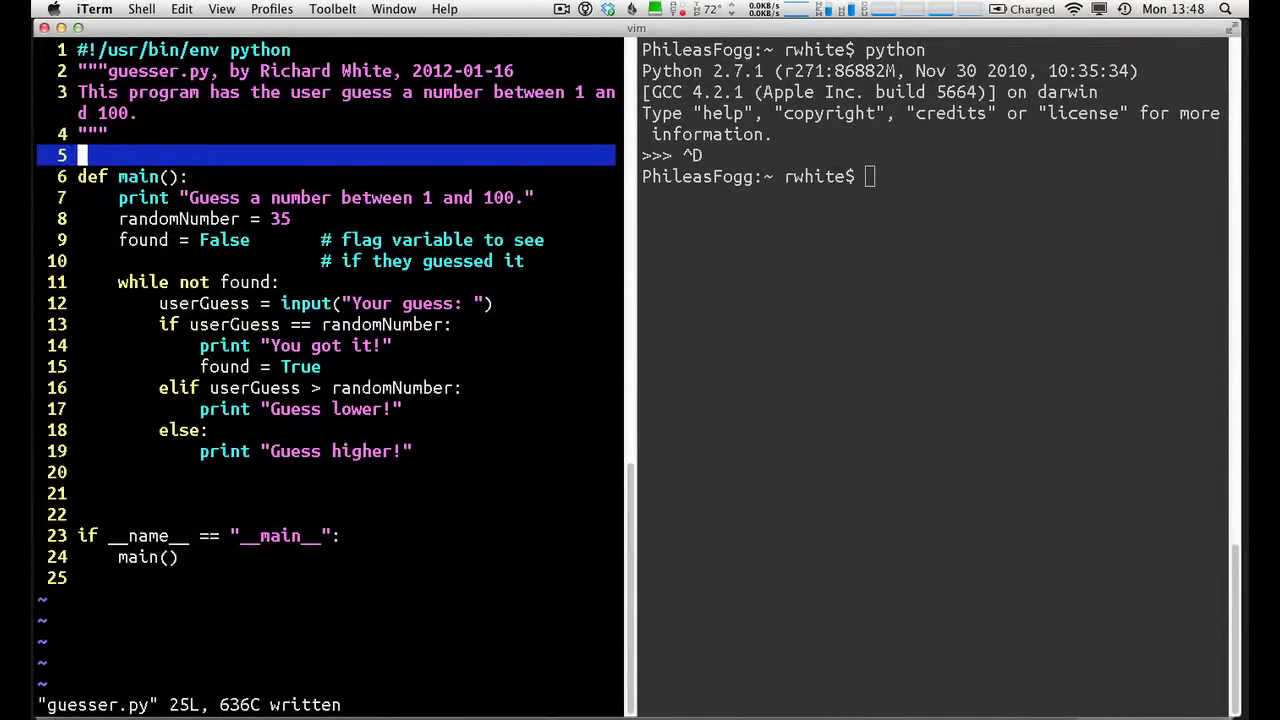 iTerm Shell Edit View Profiles Toolbelt Window Help 72° 0.0KB/s 0.0KB/s Charged Mon 13:48
vim
1 #!/usr/bin/env python
2 """guesser.py, by Richard White, 2012-01-16
3 This program has the user guess a number between 1 an
d 100.
4 """
5
6 def main():
7 print "Guess a number between 1 and 100."
8 randomNumber = 35
9 found = False # flag variable to see
10 # if they guessed it
11 while not found:
12 userGuess = input("Your guess: ")
13 if userGuess == randomNumber:
14 print "You got it!"
15 found = True
16 elif userGuess > randomNumber:
17 print "Guess lower!"
18 else:
19 print "Guess higher!"
20
21
22
23 if __name__ == "__main__":
24 main()
25
~
~
~
~
~
"guesser.py" 25L, 636C written
PhileasFogg:~ rwhite$ python
Python 2.7.1 (r271:86882M, Nov 30 2010, 10:35:34)
[GCC 4.2.1 (Apple Inc. build 5664)] on darwin
Type "help", "copyright", "credits" or "license" for more
information.
>>> ^D
PhileasFogg:~ rwhite$